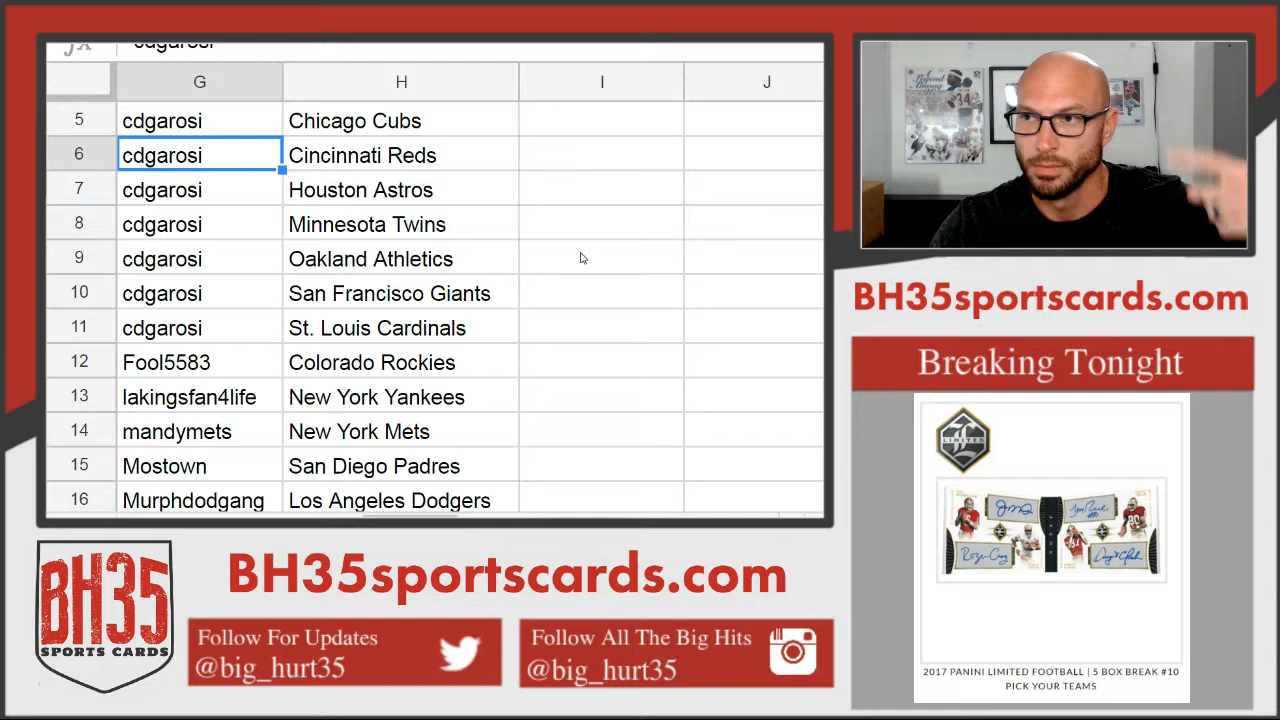 fx cdgarosi
G H I J
5 cdgarosi Chicago Cubs
6 cdgarosi Cincinnati Reds
7 cdgarosi Houston Astros
8 cdgarosi Minnesota Twins
9 cdgarosi Oakland Athletics
10 cdgarosi San Francisco Giants
11 cdgarosi St. Louis Cardinals
12 Fool5583 Colorado Rockies
13 lakingsfan4life New York Yankees
14 mandymets New York Mets
15 Mostown San Diego Padres
16 Murphdodgang Los Angeles Dodgers
34
BH35sportscards.com
Breaking Tonight
LIMITED
2017 PANINI LIMITED FOOTBALL | 5 BOX BREAK #10
PICK YOUR TEAMS
BH35
SPORTS CARDS
BH35sportscards.com
Follow For Updates
@big_hurt35
Follow All The Big Hits
@big_hurt35